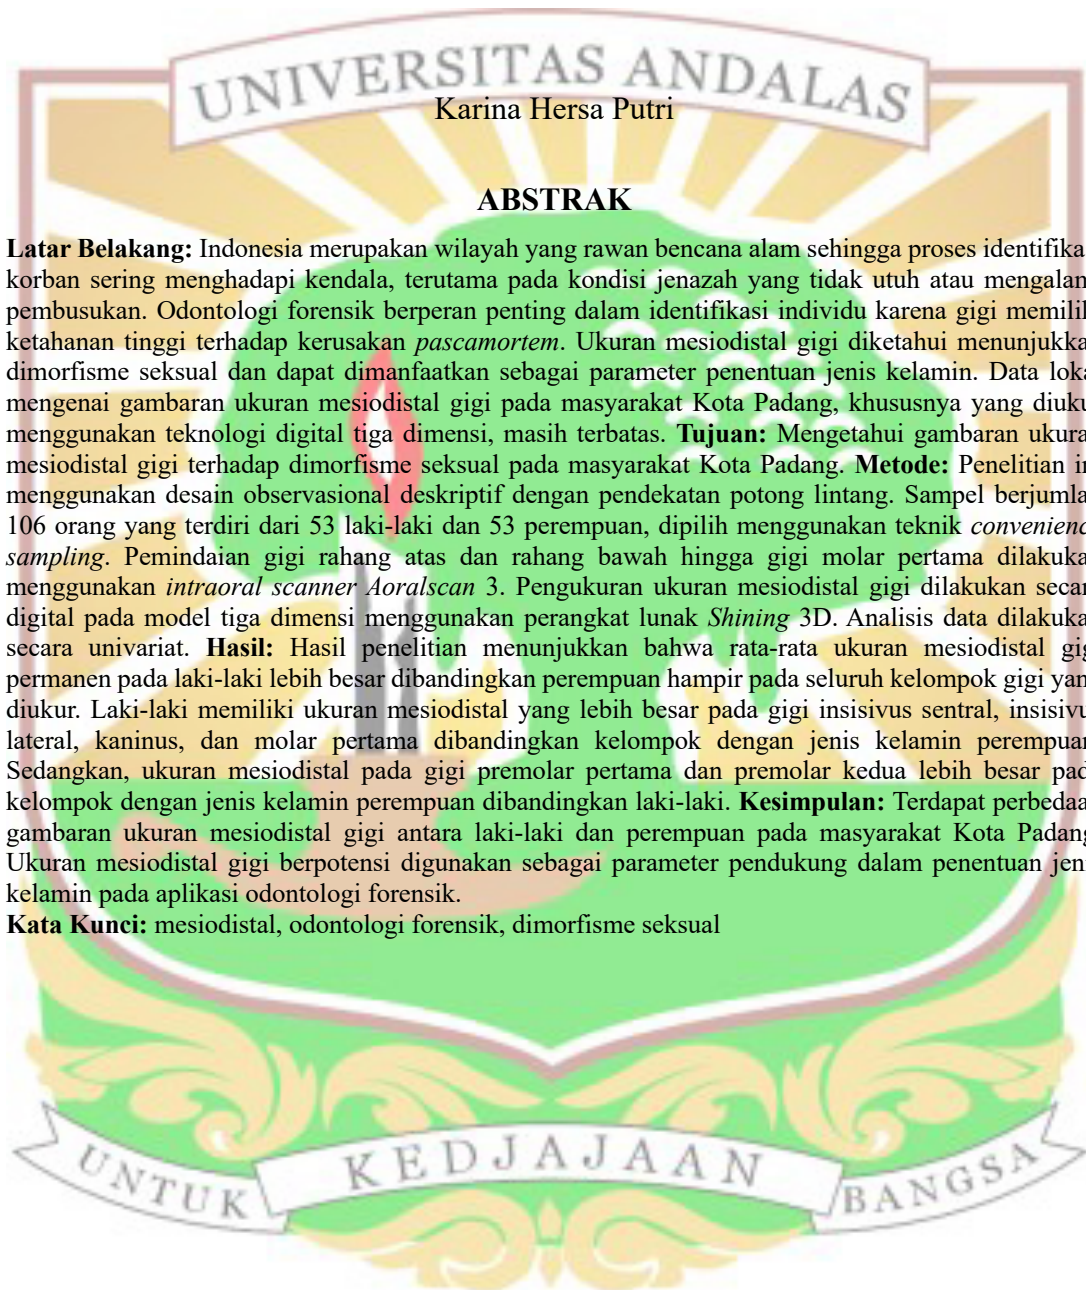 UNIVERSITAS ANDALAS
Karina Hersa Putri
ABSTRAK
Latar Belakang: Indonesia merupakan wilayah yang rawan bencana alam sehingga proses identifika
korban sering menghadapi kendala, terutama pada kondisi jenazah yang tidak utuh atau mengalam
pembusukan. Odontologi forensik berperan penting dalam identifikasi individu karena gigi memilik
ketahanan tinggi terhadap kerusakan pascamortem. Ukuran mesiodistal gigi diketahui menunjukka
dimorfisme seksual dan dapat dimanfaatkan sebagai parameter penentuan jenis kelamin. Data loka
mengenai gambaran ukuran mesiodistal gigi pada masyarakat Kota Padang, khususnya yang diuku
menggunakan teknologi digital tiga dimensi, masih terbatas. Tujuan: Mengetahui gambaran ukura
mesiodistal gigi terhadap dimorfisme seksual pada masyarakat Kota Padang. Metode: Penelitian in
menggunakan desain observasional deskriptif dengan pendekatan potong lintang. Sampel berjumla
106 orang yang terdiri dari 53 laki-laki dan 53 perempuan, dipilih menggunakan teknik convenienc
sampling. Pemindaian gigi rahang atas dan rahang bawah hingga gigi molar pertama dilakuka
menggunakan intraoral scanner Aoralscan 3. Pengukuran ukuran mesiodistal gigi dilakukan secar
digital pada model tiga dimensi menggunakan perangkat lunak Shining 3D. Analisis data dilakuka
secara univariat. Hasil: Hasil penelitian menunjukkan bahwa rata-rata ukuran mesiodistal gig
permanen pada laki-laki lebih besar dibandingkan perempuan hampir pada seluruh kelompok gigi yan
diukur. Laki-laki memiliki ukuran mesiodistal yang lebih besar pada gigi insisivus sentral, insisivu
lateral, kaninus, dan molar pertama dibandingkan kelompok dengan jenis kelamin perempuan
Sedangkan, ukuran mesiodistal pada gigi premolar pertama dan premolar kedua lebih besar pad
kelompok dengan jenis kelamin perempuan dibandingkan laki-laki. Kesimpulan: Terdapat perbedaa
gambaran ukuran mesiodistal gigi antara laki-laki dan perempuan pada masyarakat Kota Padang
Ukuran mesiodistal gigi berpotensi digunakan sebagai parameter pendukung dalam penentuan jeni
kelamin pada aplikasi odontologi forensik.
Kata Kunci: mesiodistal, odontologi forensik, dimorfisme seksual
UNTUK KEDJAJAAN BANGSA